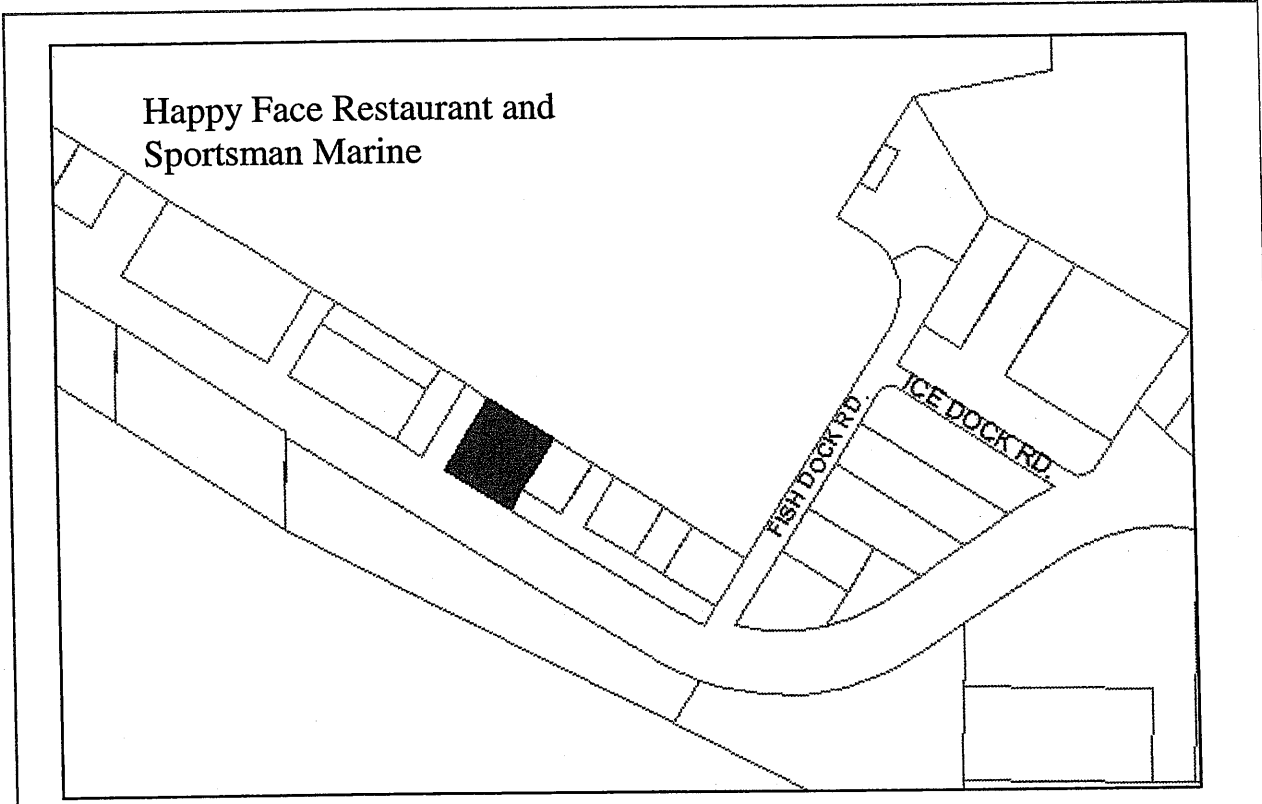 Happy Face Restaurant and
Sportsman Marine
ICE DOCK RD.
FISH DOCK RD.